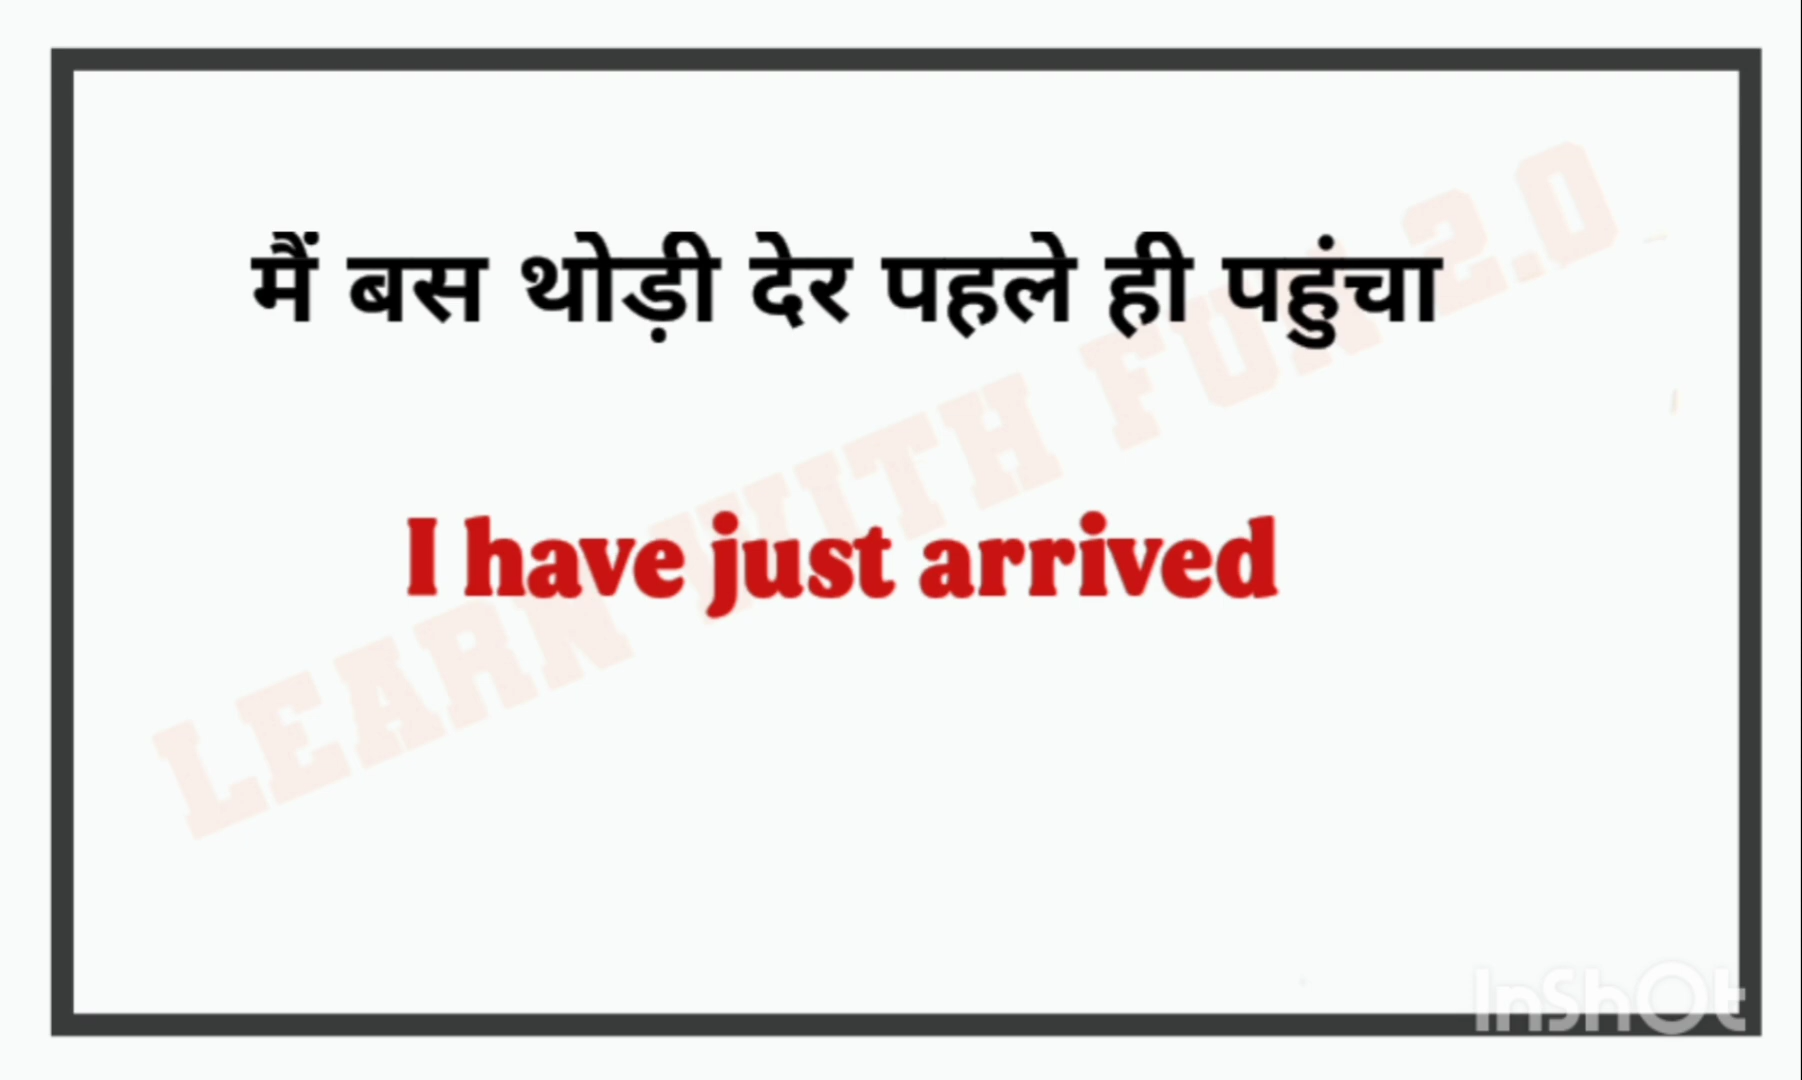 मैं बस थोड़ी देर पहले ही पहुंचा
I have just arrived
LEARN WITH FUN 2.0
InShOt